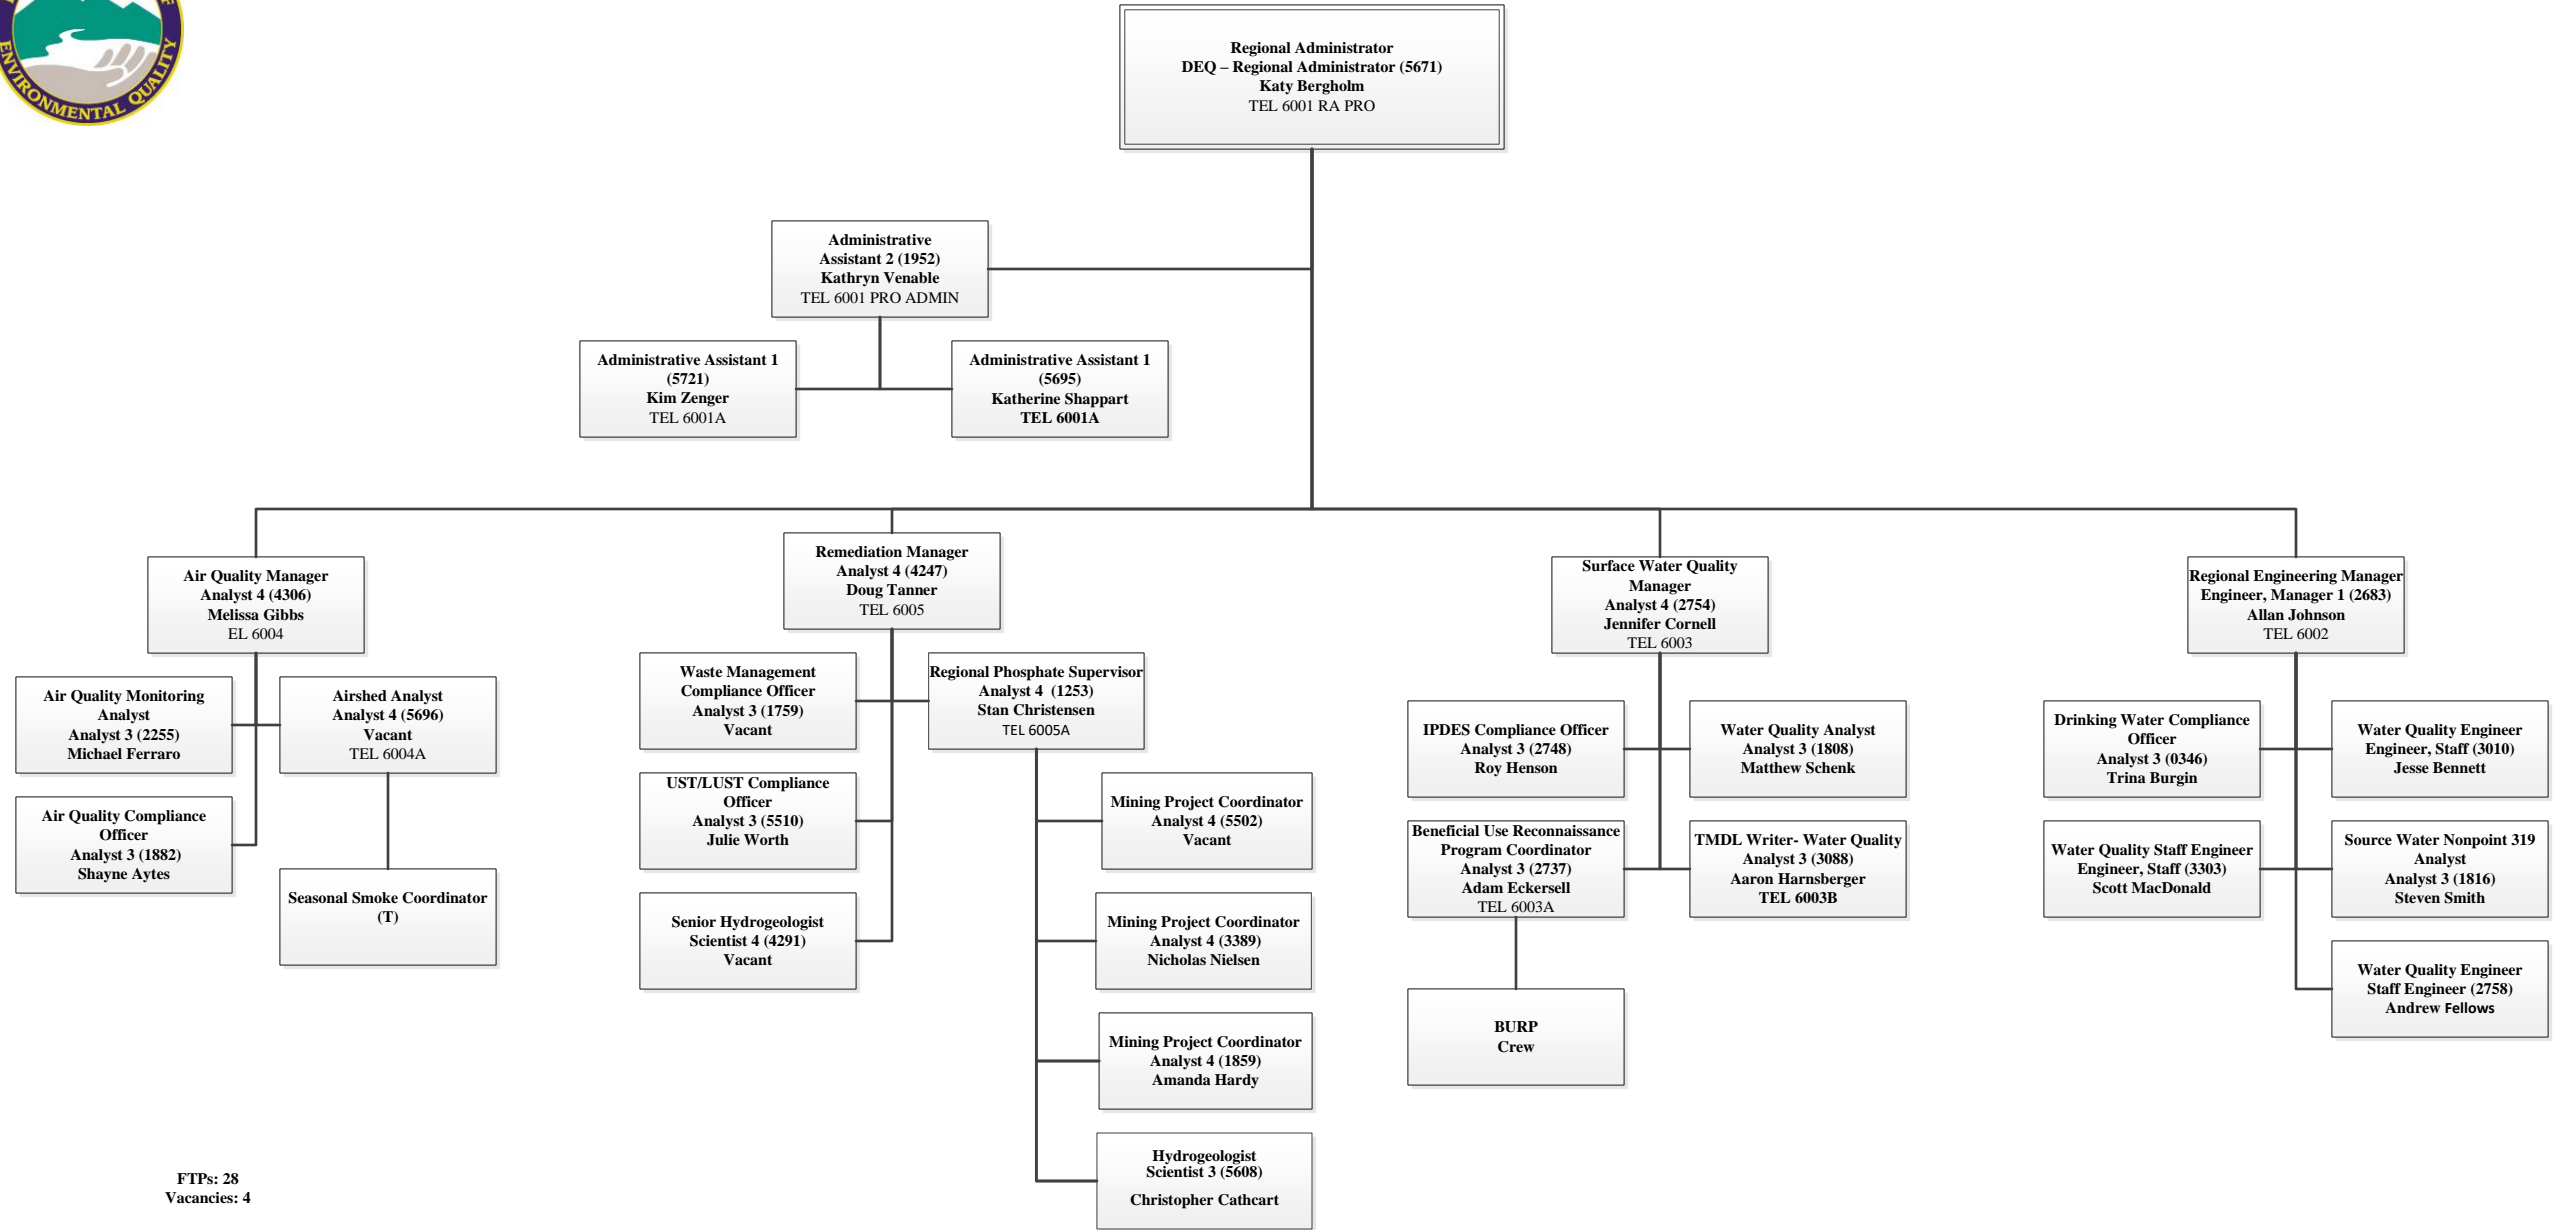 ENVIRONMENTAL QUALITY
Regional Administrator
DEQ – Regional Administrator (5671)
Katy Bergholm
TEL 6001 RA PRO
Administrative
Assistant 2 (1952)
Kathryn Venable
TEL 6001 PRO ADMIN
Administrative Assistant 1
(5721)
Kim Zenger
TEL 6001A
Administrative Assistant 1
(5695)
Katherine Shappart
TEL 6001A
Air Quality Manager
Analyst 4 (4306)
Melissa Gibbs
EL 6004
Air Quality Monitoring
Analyst
Analyst 3 (2255)
Michael Ferraro
Airshed Analyst
Analyst 4 (5696)
Vacant
TEL 6004A
Air Quality Compliance
Officer
Analyst 3 (1882)
Shayne Aytes
Seasonal Smoke Coordinator
(T)
Remediation Manager
Analyst 4 (4247)
Doug Tanner
TEL 6005
Waste Management
Compliance Officer
Analyst 3 (1759)
Vacant
Regional Phosphate Supervisor
Analyst 4  (1253)
Stan Christensen
TEL 6005A
UST/LUST Compliance
Officer
Analyst 3 (5510)
Julie Worth
Senior Hydrogeologist
Scientist 4 (4291)
Vacant
Mining Project Coordinator
Analyst 4 (5502)
Vacant
Mining Project Coordinator
Analyst 4 (3389)
Nicholas Nielsen
Mining Project Coordinator
Analyst 4 (1859)
Amanda Hardy
Hydrogeologist
Scientist 3 (5608)
Christopher Cathcart
Surface Water Quality
Manager
Analyst 4 (2754)
Jennifer Cornell
TEL 6003
IPDES Compliance Officer
Analyst 3 (2748)
Roy Henson
Water Quality Analyst
Analyst 3 (1808)
Matthew Schenk
Beneficial Use Reconnaissance
Program Coordinator
Analyst 3 (2737)
Adam Eckersell
TEL 6003A
TMDL Writer- Water Quality
Analyst 3 (3088)
Aaron Harnsberger
TEL 6003B
BURP
Crew
Regional Engineering Manager
Engineer, Manager 1 (2683)
Allan Johnson
TEL 6002
Drinking Water Compliance
Officer
Analyst 3 (0346)
Trina Burgin
Water Quality Engineer
Engineer, Staff (3010)
Jesse Bennett
Water Quality Staff Engineer
Engineer, Staff (3303)
Scott MacDonald
Source Water Nonpoint 319
Analyst
Analyst 3 (1816)
Steven Smith
Water Quality Engineer
Staff Engineer (2758)
Andrew Fellows
FTPs: 28
Vacancies: 4